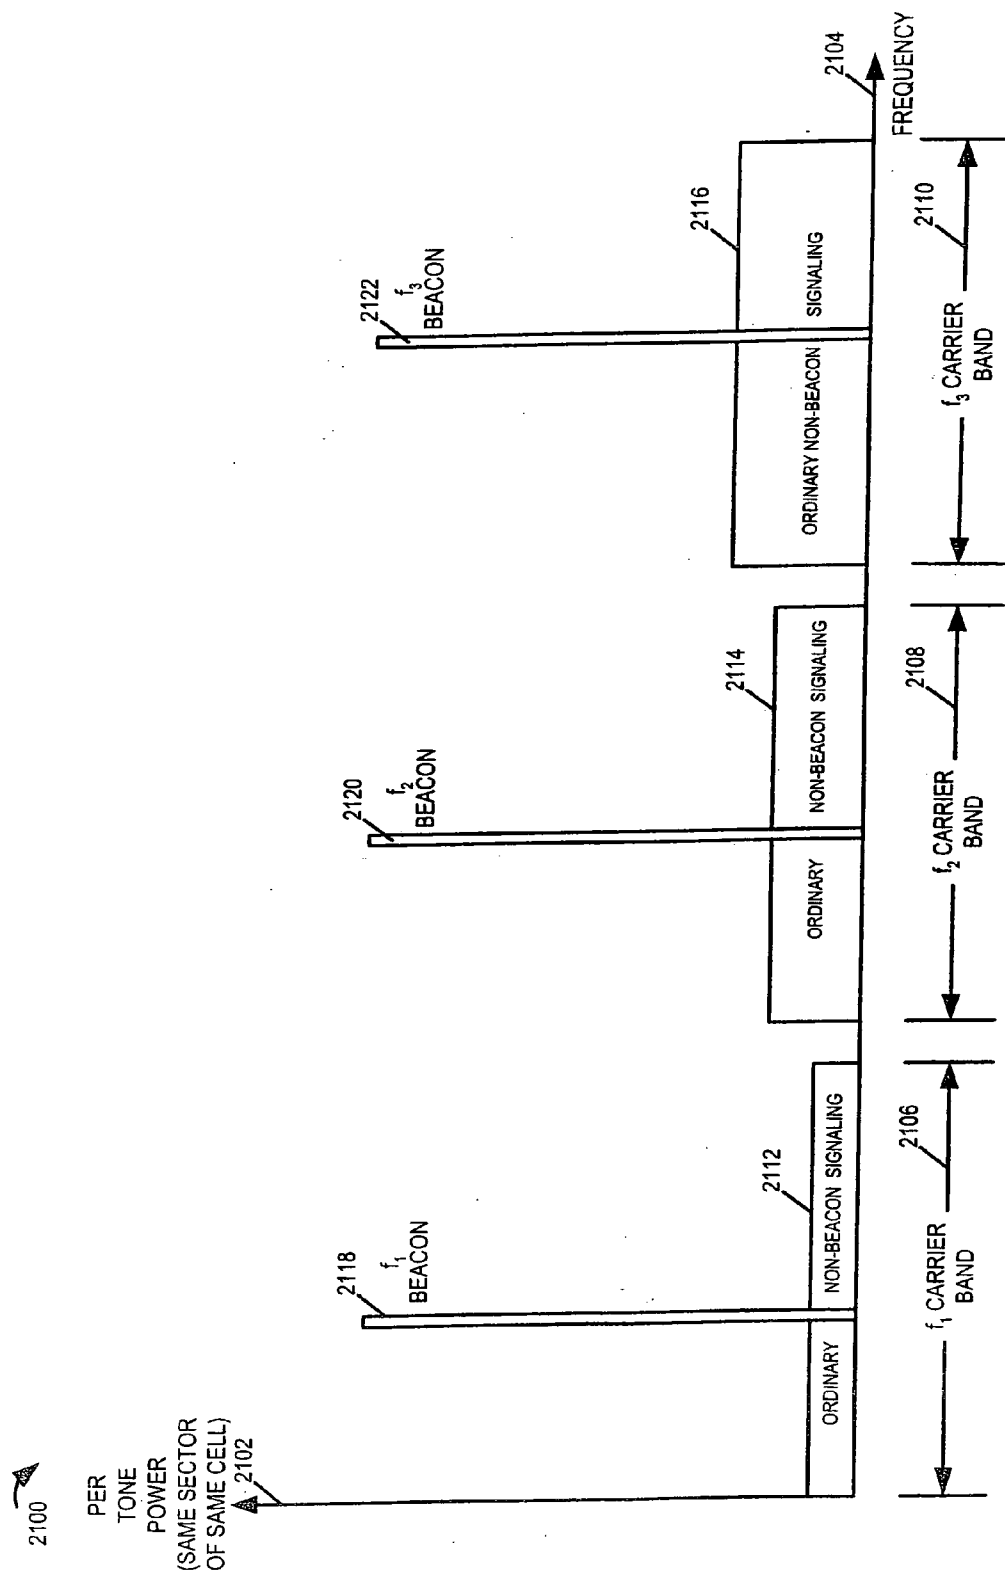 2100
PER
TONE
POWER
(SAME SECTOR
OF SAME CELL)
2102
2118
f1
BEACON
2120
f2
BEACON
2122
f3
BEACON
2112
2114
2116
ORDINARY
NON-BEACON SIGNALING
ORDINARY
NON-BEACON SIGNALING
ORDINARY NON-BEACON
SIGNALING
2104
FREQUENCY
2106
2108
2110
f1 CARRIER
BAND
f2 CARRIER
BAND
f3 CARRIER
BAND